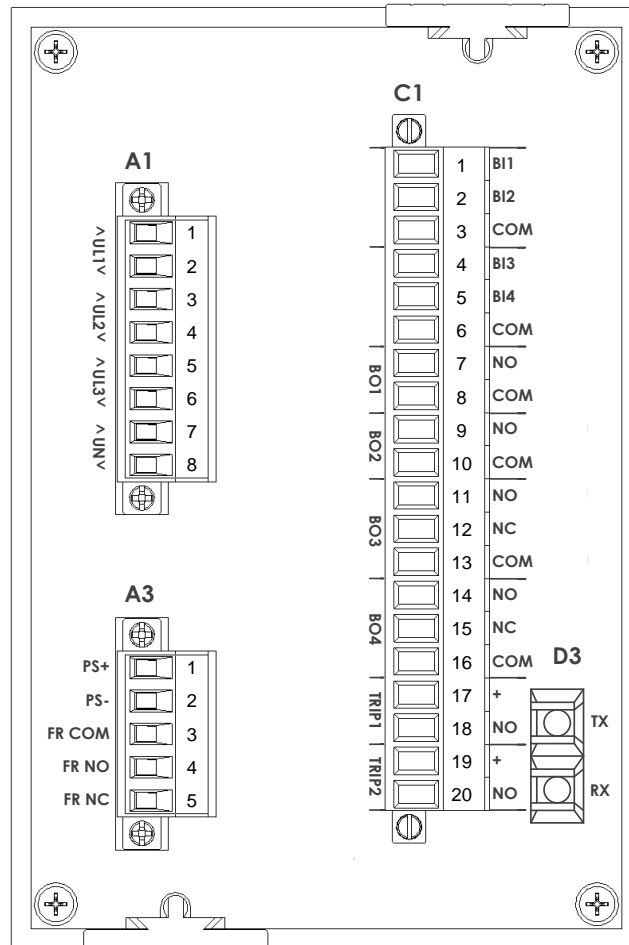 C1
A1
1 BI1
2 BI2
3 COM
4 BI3
5 BI4
6 COM
BO1
7 NO
8 COM
BO2
9 NO
10 COM
BO3
11 NO
12 NC
13 COM
BO4
14 NO
15 NC
16 COM
TRIP1
17 +
18 NO
TRIP2
19 +
20 NO
<UL1>
1
2
<UL2>
3
4
<UL3>
5
6
<UN>
7
8
A3
PS+ 1
PS- 2
FR COM 3
FR NO 4
FR NC 5
D3
TX
RX